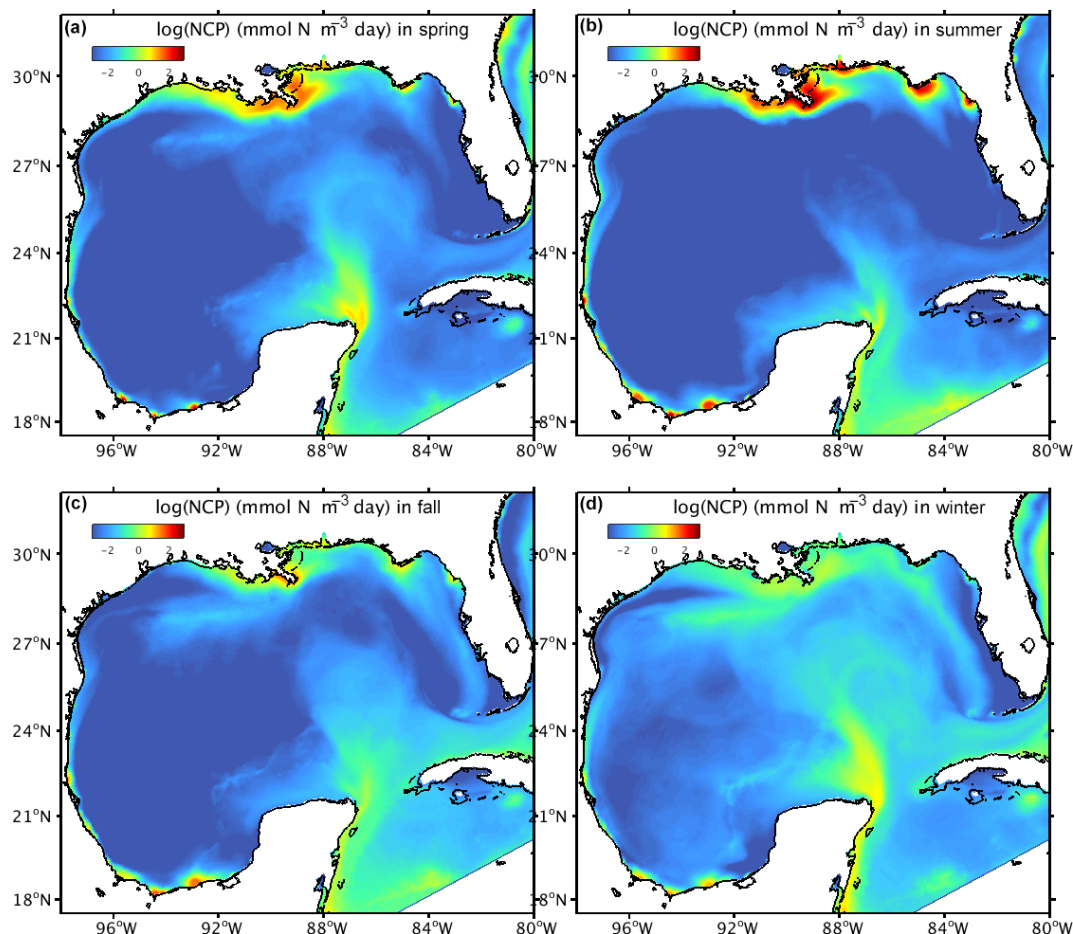 (a) log(NCP) (mmol N m⁻³ day) in spring
−2 0 2
30°N
27°N
24°N
21°N
18°N
96°W 92°W 88°W 84°W 80°W
(b) log(NCP) (mmol N m⁻³ day) in summer
−2 0 2
30°N
27°N
24°N
21°N
18°N
96°W 92°W 88°W 84°W 80°W
(c) log(NCP) (mmol N m⁻³ day) in fall
−2 0 2
30°N
27°N
24°N
21°N
18°N
96°W 92°W 88°W 84°W 80°W
(d) log(NCP) (mmol N m⁻³ day) in winter
−2 0 2
30°N
27°N
24°N
21°N
18°N
96°W 92°W 88°W 84°W 80°W